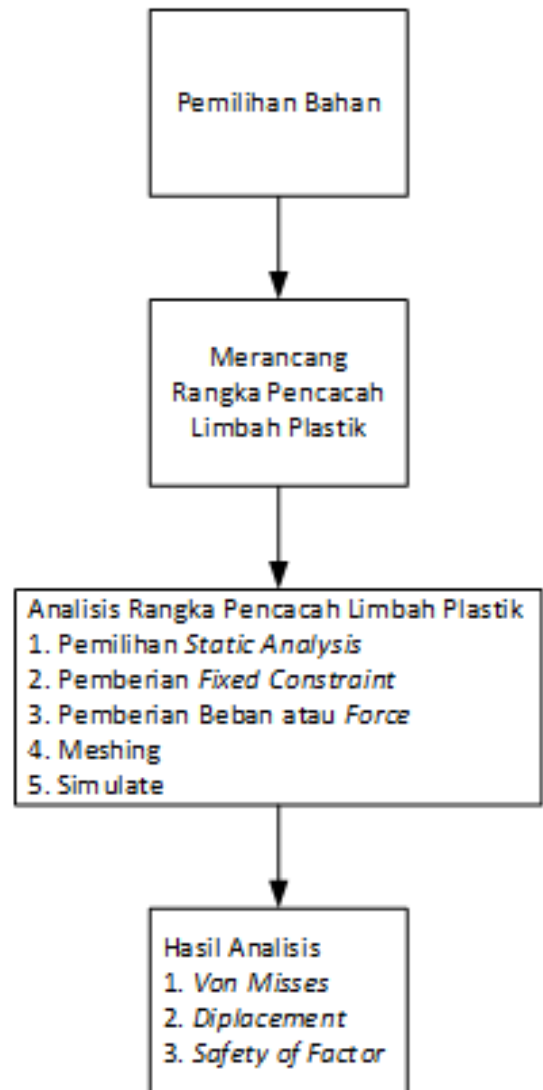 Pemilihan Bahan
Merancang
Rangka Pencacah
Limbah Plastik
Analisis Rangka Pencacah Limbah Plastik
1. Pemilihan Static Analysis
2. Pemberian Fixed Constraint
3. Pemberian Beban atau Force
4. Meshing
5. Simulate
Hasil Analisis
1. Von Misses
2. Diplacement
3. Safety of Factor